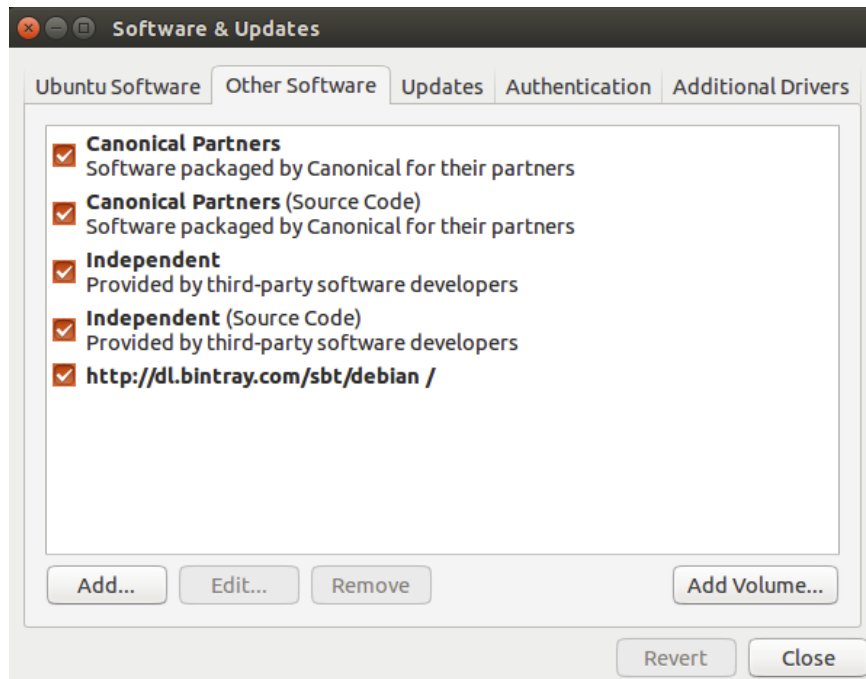 Software & Updates
Ubuntu Software Other Software Updates Authentication Additional Drivers
Canonical Partners
Software packaged by Canonical for their partners
Canonical Partners (Source Code)
Software packaged by Canonical for their partners
Independent
Provided by third-party software developers
Independent (Source Code)
Provided by third-party software developers
http://dl.bintray.com/sbt/debian /
Add... Edit... Remove Add Volume...
Revert Close